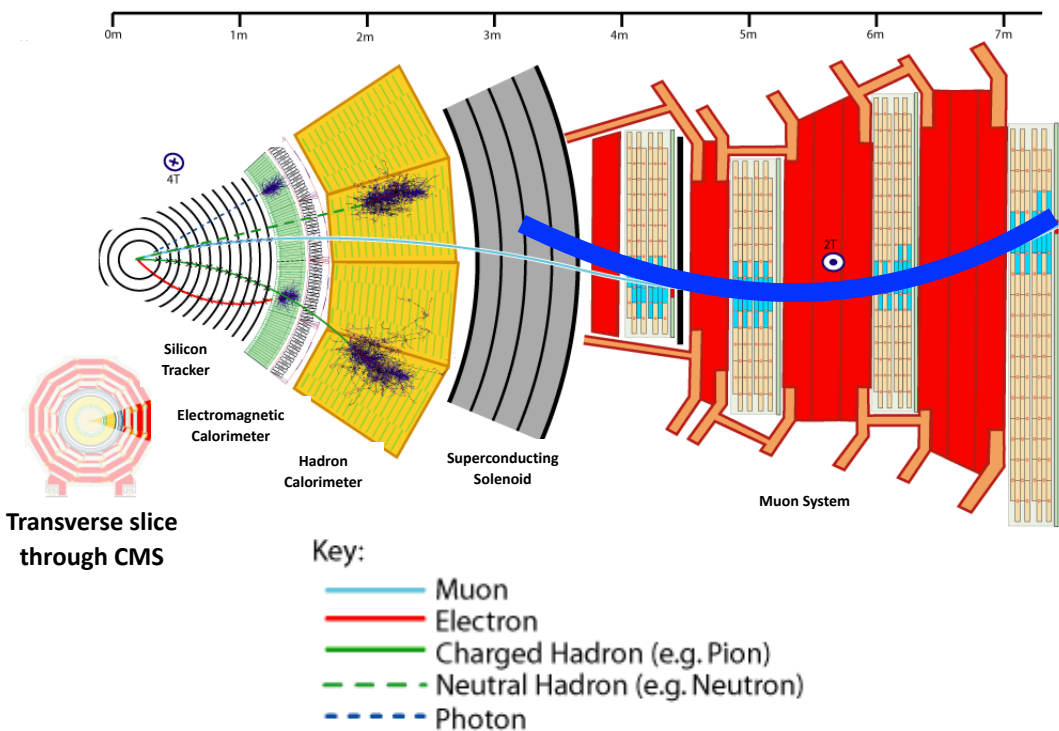 0m 1m 2m 3m 4m 5m 6m 7m
4T
2T
Silicon
Tracker
Electromagnetic
Calorimeter
Hadron
Calorimeter
Superconducting
Solenoid
Muon System
Transverse slice
through CMS
Key:
Muon
Electron
Charged Hadron (e.g. Pion)
Neutral Hadron (e.g. Neutron)
Photon